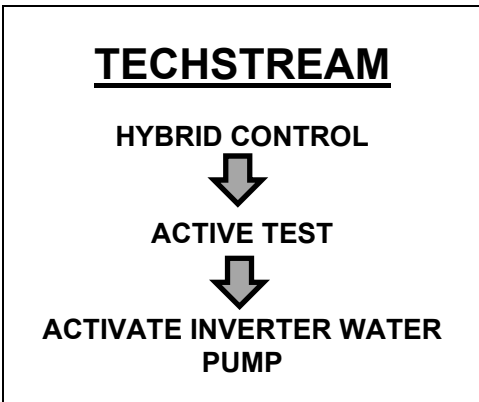 TECHSTREAM
HYBRID CONTROL
ACTIVE TEST
ACTIVATE INVERTER WATER
PUMP